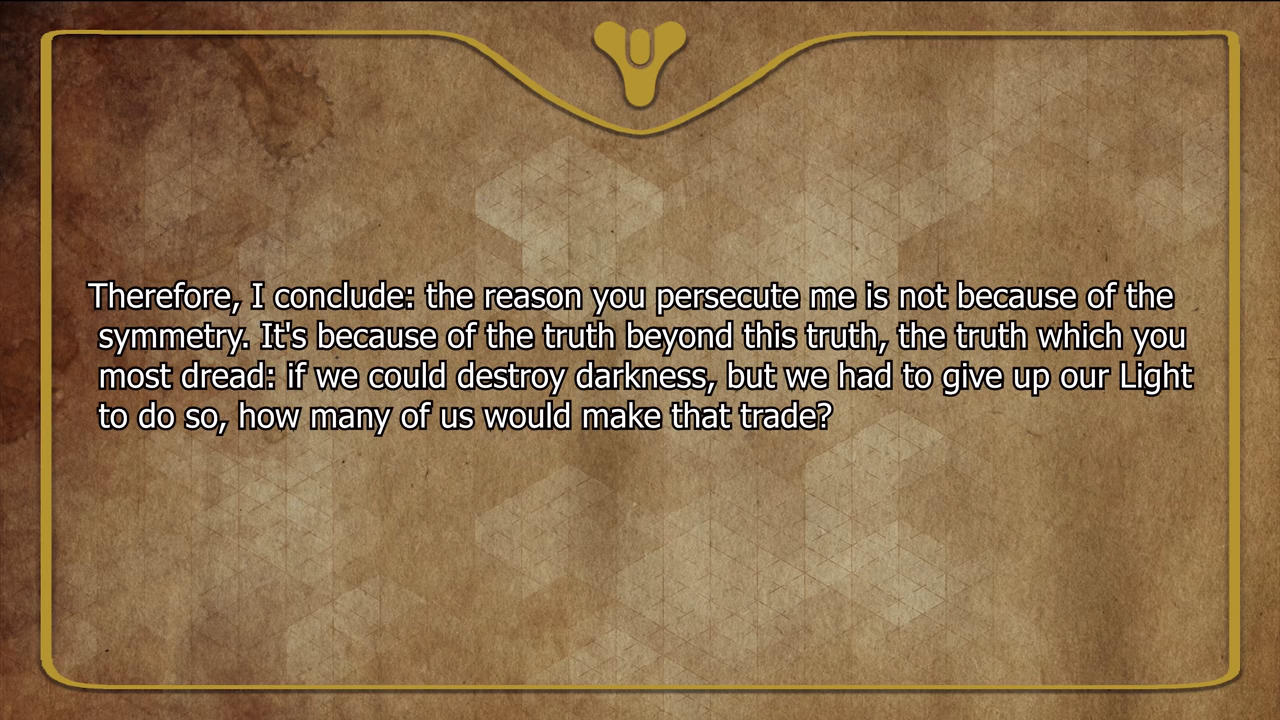 Therefore, I conclude: the reason you persecute me is not because of the
symmetry. It's because of the truth beyond this truth, the truth which you
most dread: if we could destroy darkness, but we had to give up our Light
to do so, how many of us would make that trade?